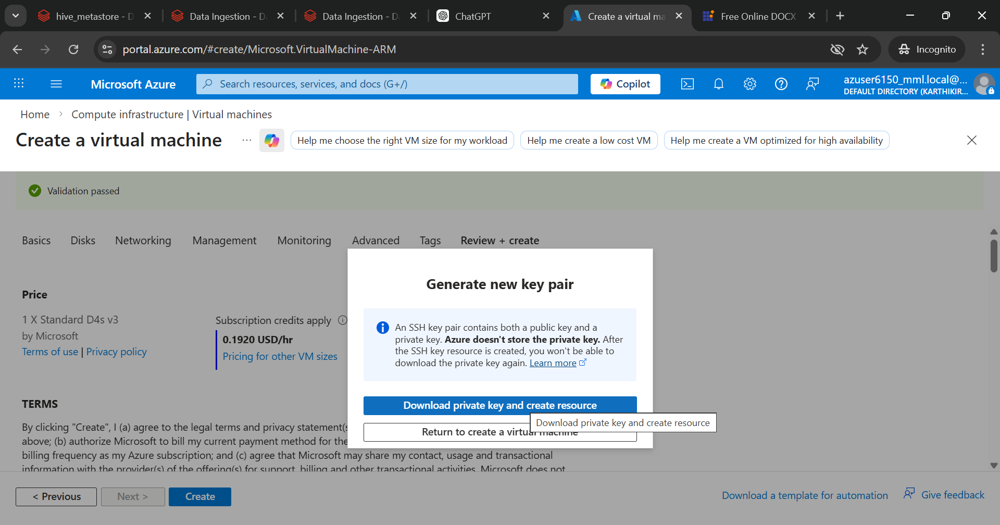 hive_metastore - D
Data Ingestion - D
Data Ingestion - D
ChatGPT
Create a virtual ma
Free Online DOCX
portal.azure.com/#create/Microsoft.VirtualMachine-ARM
Incognito
Microsoft Azure
Search resources, services, and docs (G+/)
Copilot
azuser6150_mml.local@...
DEFAULT DIRECTORY (KARTHIKIR...
Home > Compute infrastructure | Virtual machines
Create a virtual machine ...
Help me choose the right VM size for my workload
Help me create a low cost VM
Help me create a VM optimized for high availability
Validation passed
Basics Disks Networking Management Monitoring Advanced Tags Review + create
Price
1 X Standard D4s v3
by Microsoft
Terms of use | Privacy policy
Subscription credits apply
0.1920 USD/hr
Pricing for other VM sizes
TERMS
By clicking "Create", I (a) agree to the legal terms and privacy statement(s
above; (b) authorize Microsoft to bill my current payment method for the
billing frequency as my Azure subscription; and (c) agree that Microsoft may share my contact, usage and transactional
information with the provider(s) of the offering(s) for support, billing and other transactional activities. Microsoft does not
Generate new key pair
An SSH key pair contains both a public key and a
private key. Azure doesn't store the private key. After
the SSH key resource is created, you won't be able to
download the private key again. Learn more
Download private key and create resource
Download private key and create resource
Return to create a virtual machine
< Previous
Next >
Create
Download a template for automation
Give feedback